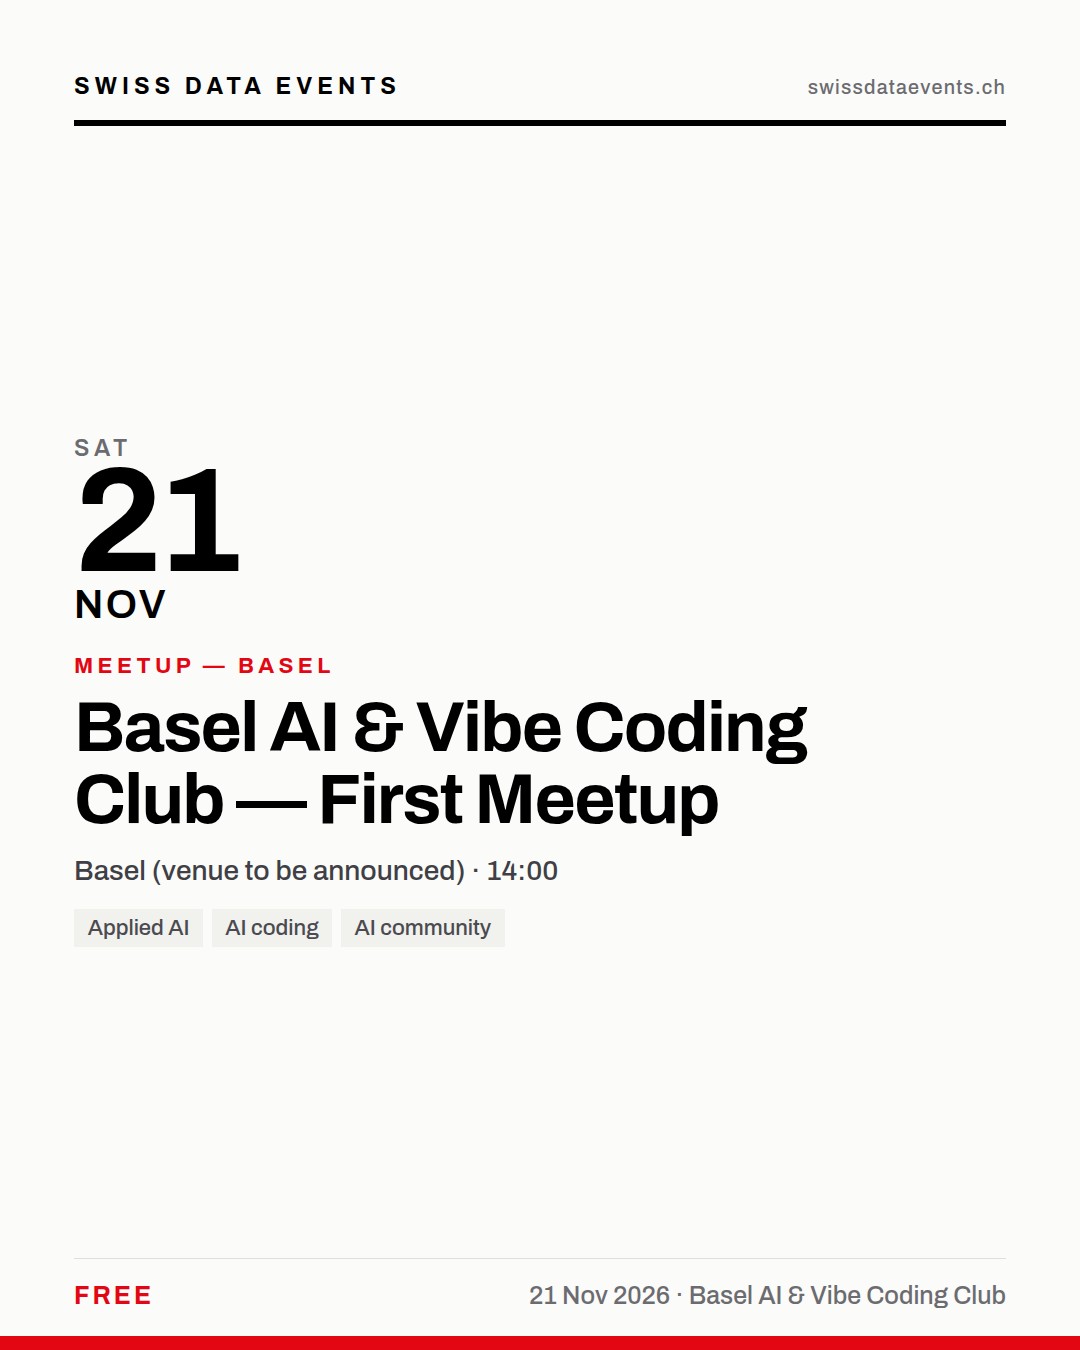 SWISS DATA EVENTS
swissdataevents.ch
SAT
21
NOV
MEETUP — BASEL
Basel AI & Vibe Coding
Club — First Meetup
Basel (venue to be announced) · 14:00
Applied AI AI coding AI community
FREE
21 Nov 2026 · Basel AI & Vibe Coding Club